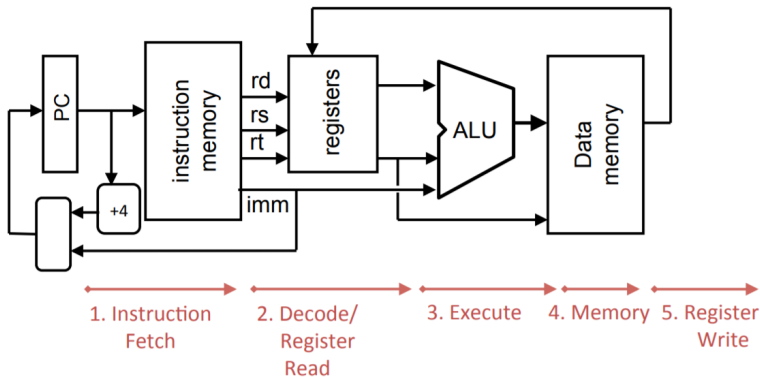 PC
+4
instruction
memory
rd
rs
rt
imm
registers
ALU
Data
memory
1. Instruction
Fetch
2. Decode/
Register
Read
3. Execute
4. Memory
5. Register
Write